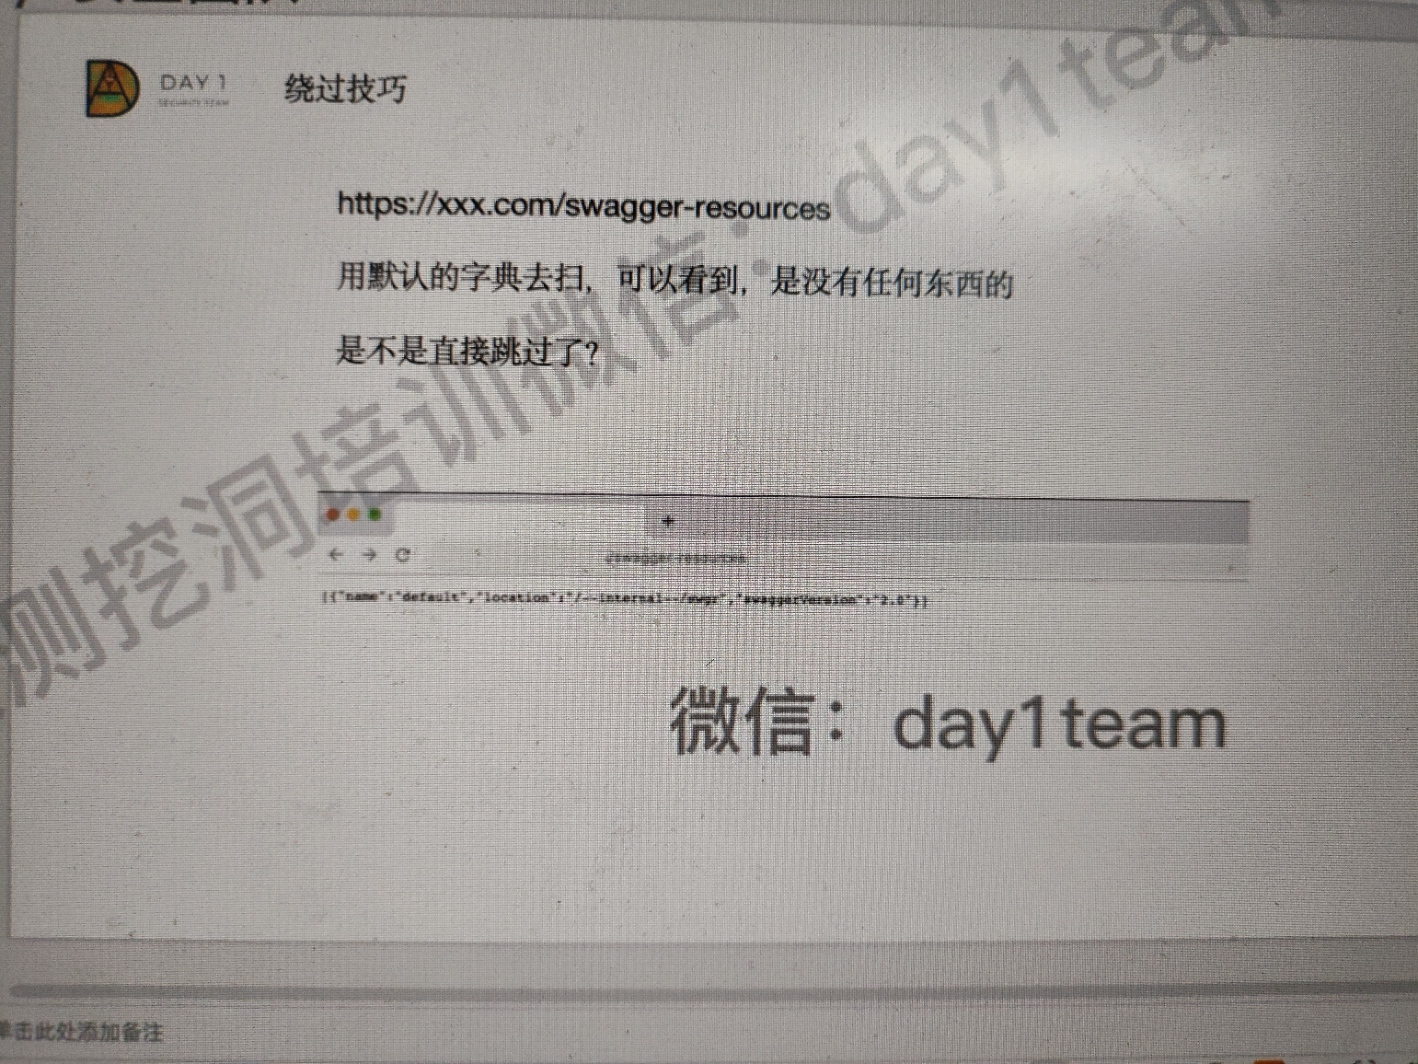 DAY 1
SECURITY TEAM
绕过技巧
https://xxx.com/swagger-resources
用默认的字典去扫，可以看到，是没有任何东西的
是不是直接跳过了？
/swagger-resources
[{"name":"default","location":"/--internal--/swgr","swaggerVersion":"2.0"}]
测挖洞培训微信：day1team
微信：day1team
单击此处添加备注